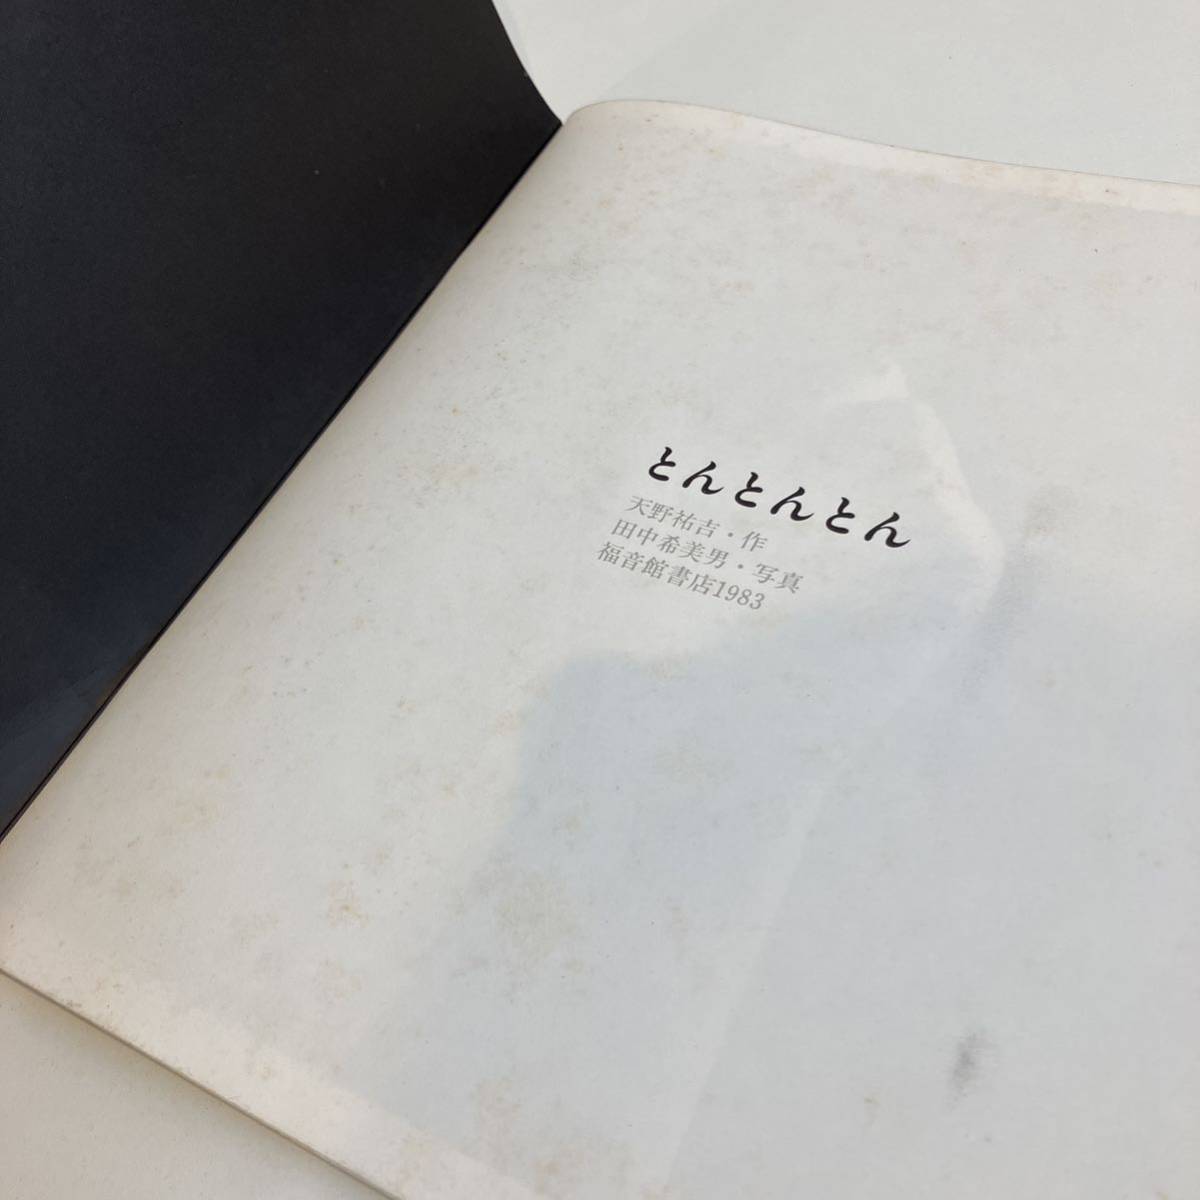 とんとんとん
天野祐吉・作
田中希美男・写真
福音館書店1983